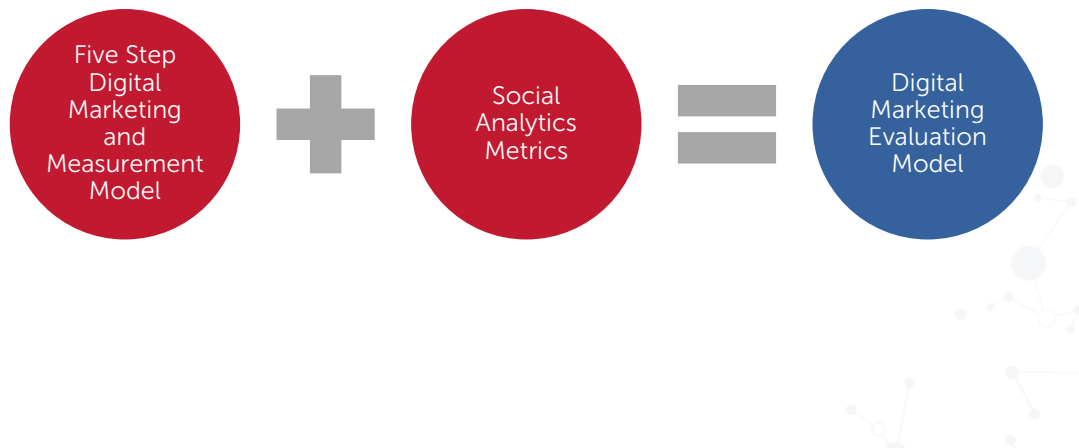 Five Step
Digital
Marketing
and
Measurement
Model
Social
Analytics
Metrics
Digital
Marketing
Evaluation
Model